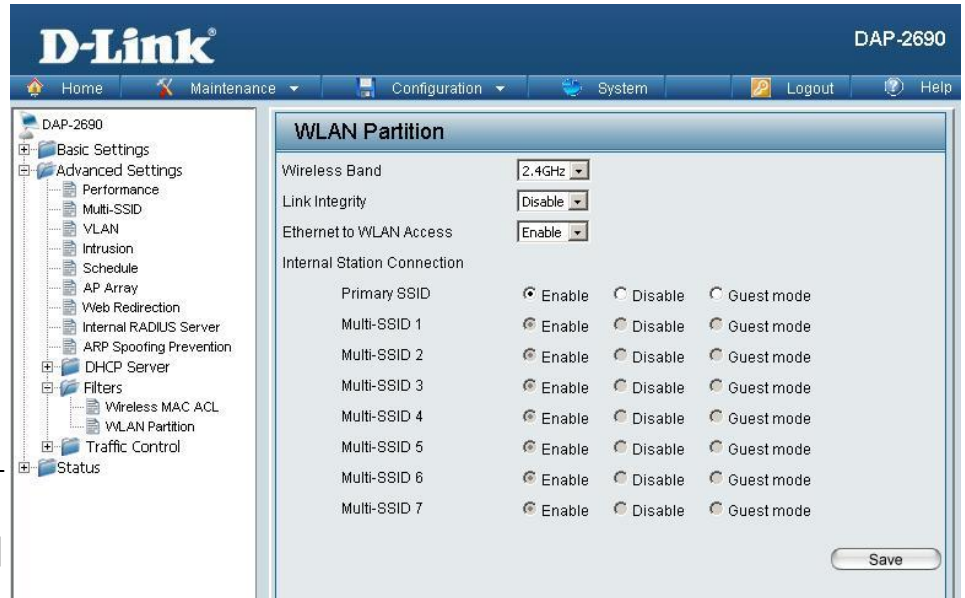 D-Link®
DAP-2690
Home Maintenance Configuration System Logout Help
DAP-2690
Basic Settings
Advanced Settings
Performance
Multi-SSID
VLAN
Intrusion
Schedule
AP Array
Web Redirection
Internal RADIUS Server
ARP Spoofing Prevention
DHCP Server
Filters
Wireless MAC ACL
WLAN Partition
Traffic Control
Status
WLAN Partition
Wireless Band 2.4GHz
Link Integrity Disable
Ethernet to WLAN Access Enable
Internal Station Connection
Primary SSID Enable Disable Guest mode
Multi-SSID 1 Enable Disable Guest mode
Multi-SSID 2 Enable Disable Guest mode
Multi-SSID 3 Enable Disable Guest mode
Multi-SSID 4 Enable Disable Guest mode
Multi-SSID 5 Enable Disable Guest mode
Multi-SSID 6 Enable Disable Guest mode
Multi-SSID 7 Enable Disable Guest mode
Save